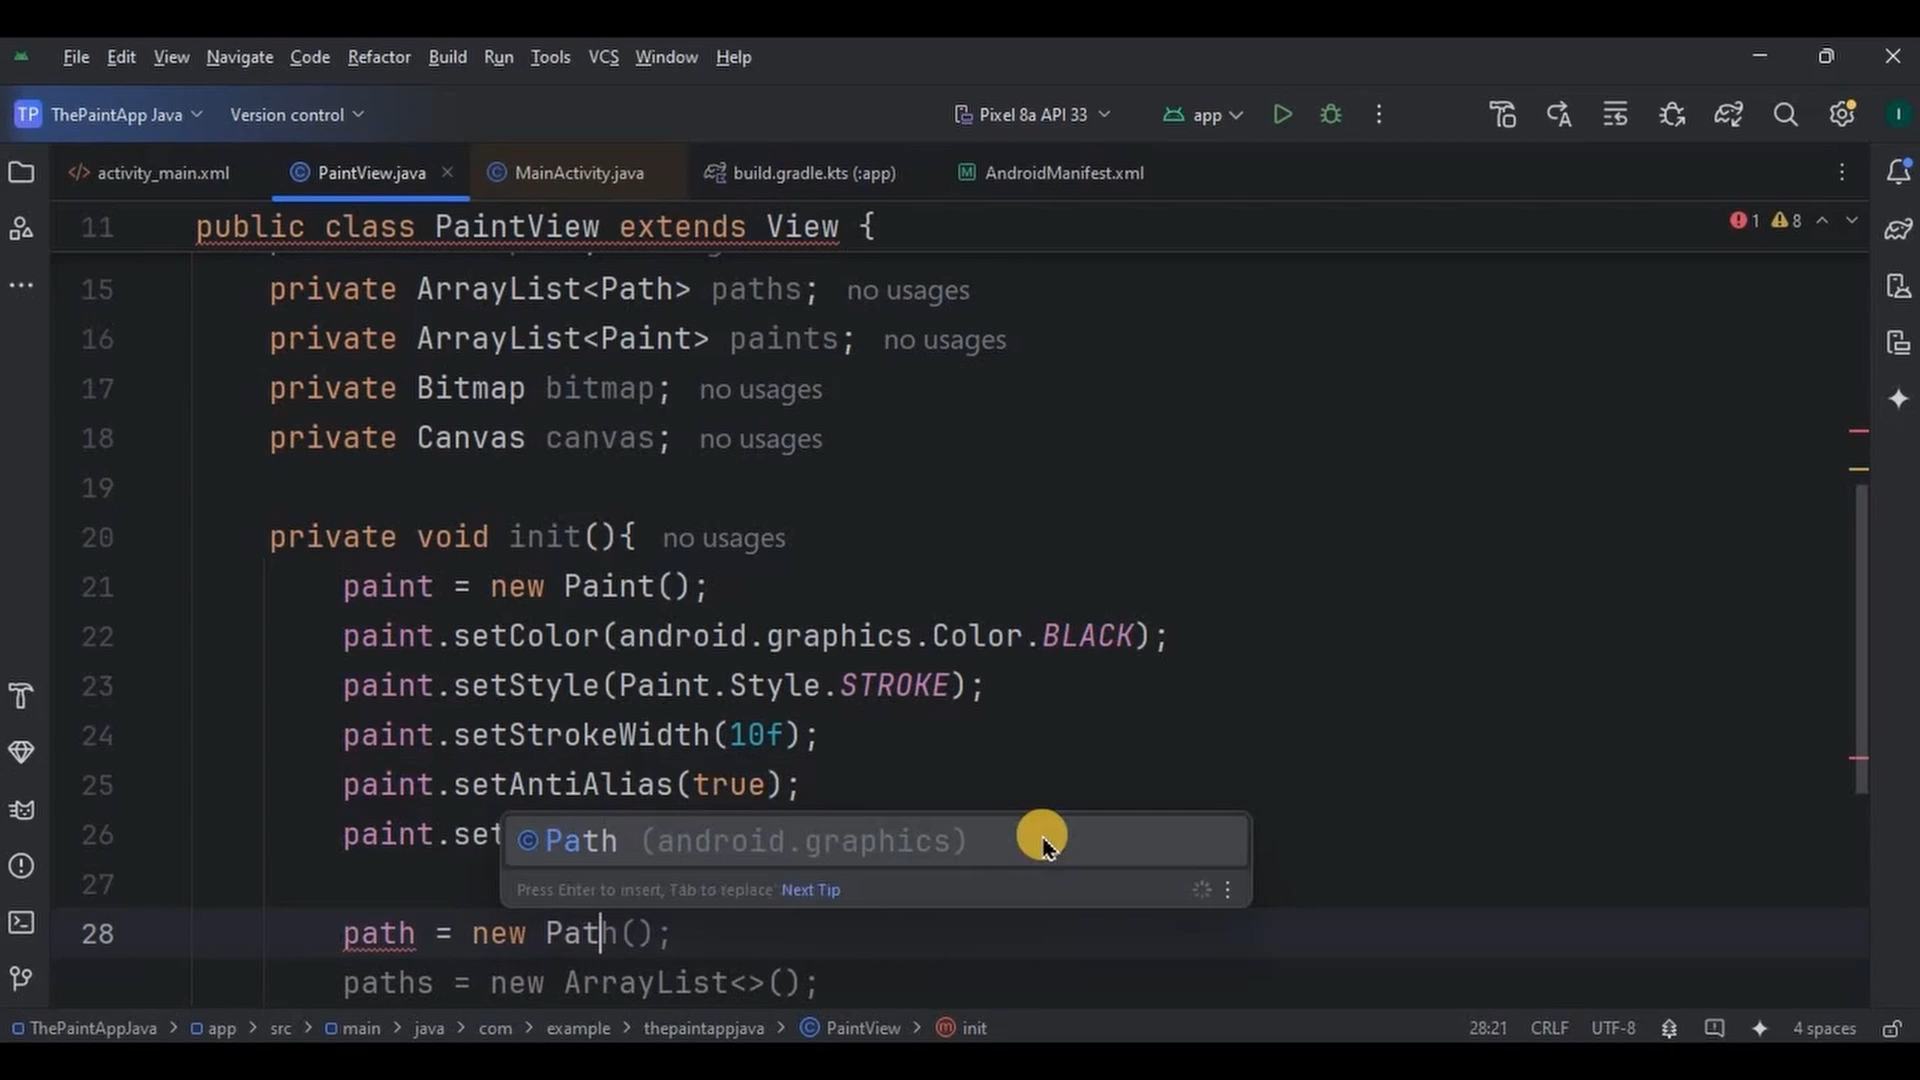 File Edit View Navigate Code Refactor Build Run Tools VCS Window Help
TP ThePaintApp Java Version control Pixel 8a API 33 app I
</> activity_main.xml © PaintView.java MainActivity.java build.gradle.kts (:app) M AndroidManifest.xml
11 public class PaintView extends View { 1 8
15 private ArrayList<Path> paths; no usages
16 private ArrayList<Paint> paints; no usages
17 private Bitmap bitmap; no usages
18 private Canvas canvas; no usages
19
20 private void init(){ no usages
21 paint = new Paint();
22 paint.setColor(android.graphics.Color.BLACK);
23 paint.setStyle(Paint.Style.STROKE);
24 paint.setStrokeWidth(10f);
25 paint.setAntiAlias(true);
26 paint.set
© Path (android.graphics)
27
Press Enter to insert, Tab to replace Next Tip
28 path = new Path();
paths = new ArrayList<>();
ThePaintAppJava > app > src > main > java > com > example > thepaintappjava > © PaintView > m init 28:21 CRLF UTF-8 4 spaces